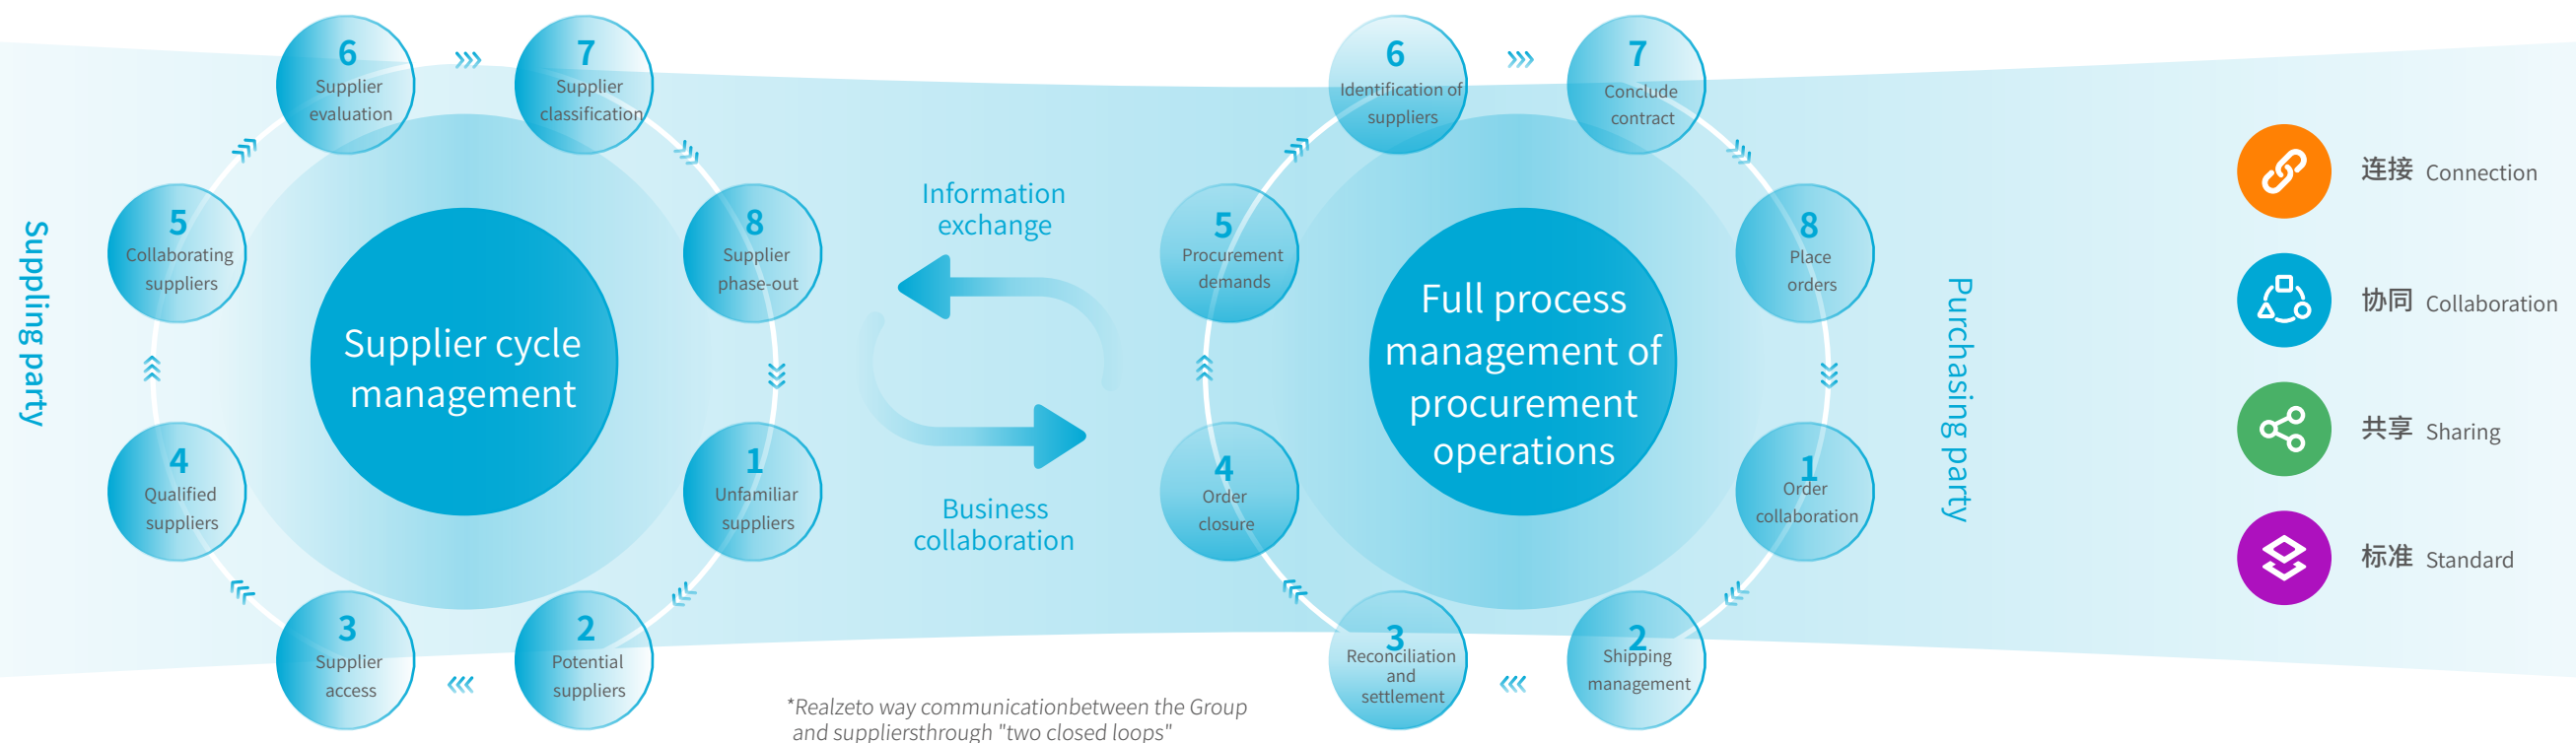 Suppling party
6
Supplier
evaluation
7
Supplier
classification
5
Collaborating
suppliers
8
Supplier
phase-out
Supplier cycle
management
4
Qualified
suppliers
1
Unfamiliar
suppliers
3
Supplier
access
2
Potential
suppliers
Information
exchange
Business
collaboration
*Realzeto way communicationbetween the Group
and suppliersthrough "two closed loops"
6
Identification of
suppliers
7
Conclude
contract
5
Procurement
demands
8
Place
orders
Full process
management of
procurement
operations
4
Order
closure
1
Order
collaboration
3
Reconciliation
and
settlement
2
Shipping
management
Purchasing party
连接 Connection
协同 Collaboration
共享 Sharing
标准 Standard